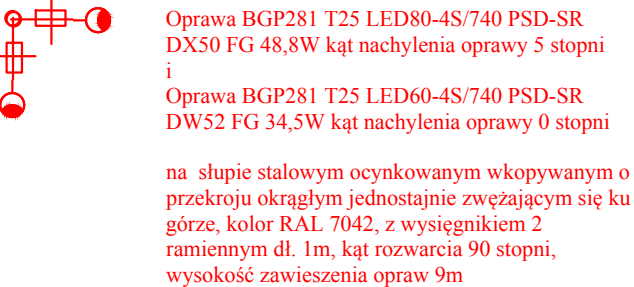 Oprawa BGP281 T25 LED80-4S/740 PSD-SR
DX50 FG 48,8W kąt nachylenia oprawy 5 stopni
i
Oprawa BGP281 T25 LED60-4S/740 PSD-SR
DW52 FG 34,5W kąt nachylenia oprawy 0 stopni
na słupie stalowym ocynkowanym wkopywanym o
przekroju okrągłym jednostajnie zwężającym się ku
górze, kolor RAL 7042, z wysięgnikiem 2
ramiennym dł. 1m, kąt rozwarcia 90 stopni,
wysokość zawieszenia opraw 9m